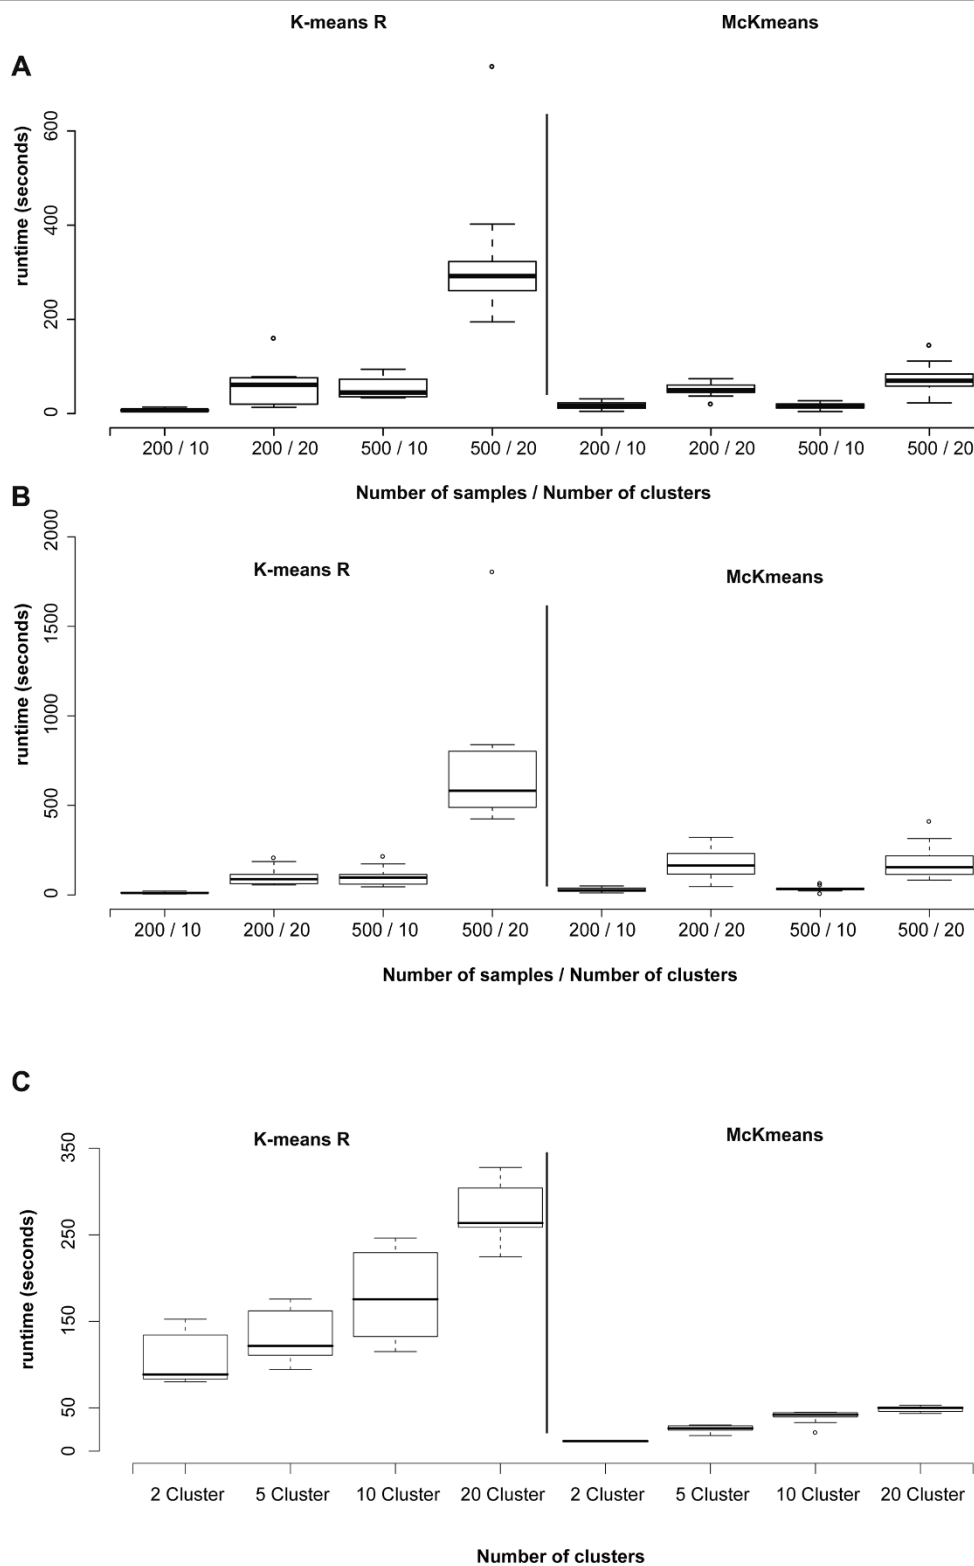 K-means R McKmeans
A
600
400
200
0
runtime (seconds)
200 / 10 200 / 20 500 / 10 500 / 20 200 / 10 200 / 20 500 / 10 500 / 20
Number of samples / Number of clusters
B
K-means R McKmeans
2000
1500
1000
500
0
runtime (seconds)
200 / 10 200 / 20 500 / 10 500 / 20 200 / 10 200 / 20 500 / 10 500 / 20
Number of samples / Number of clusters
C
K-means R McKmeans
350
250
150
50
0
runtime (seconds)
2 Cluster 5 Cluster 10 Cluster 20 Cluster 2 Cluster 5 Cluster 10 Cluster 20 Cluster
Number of clusters